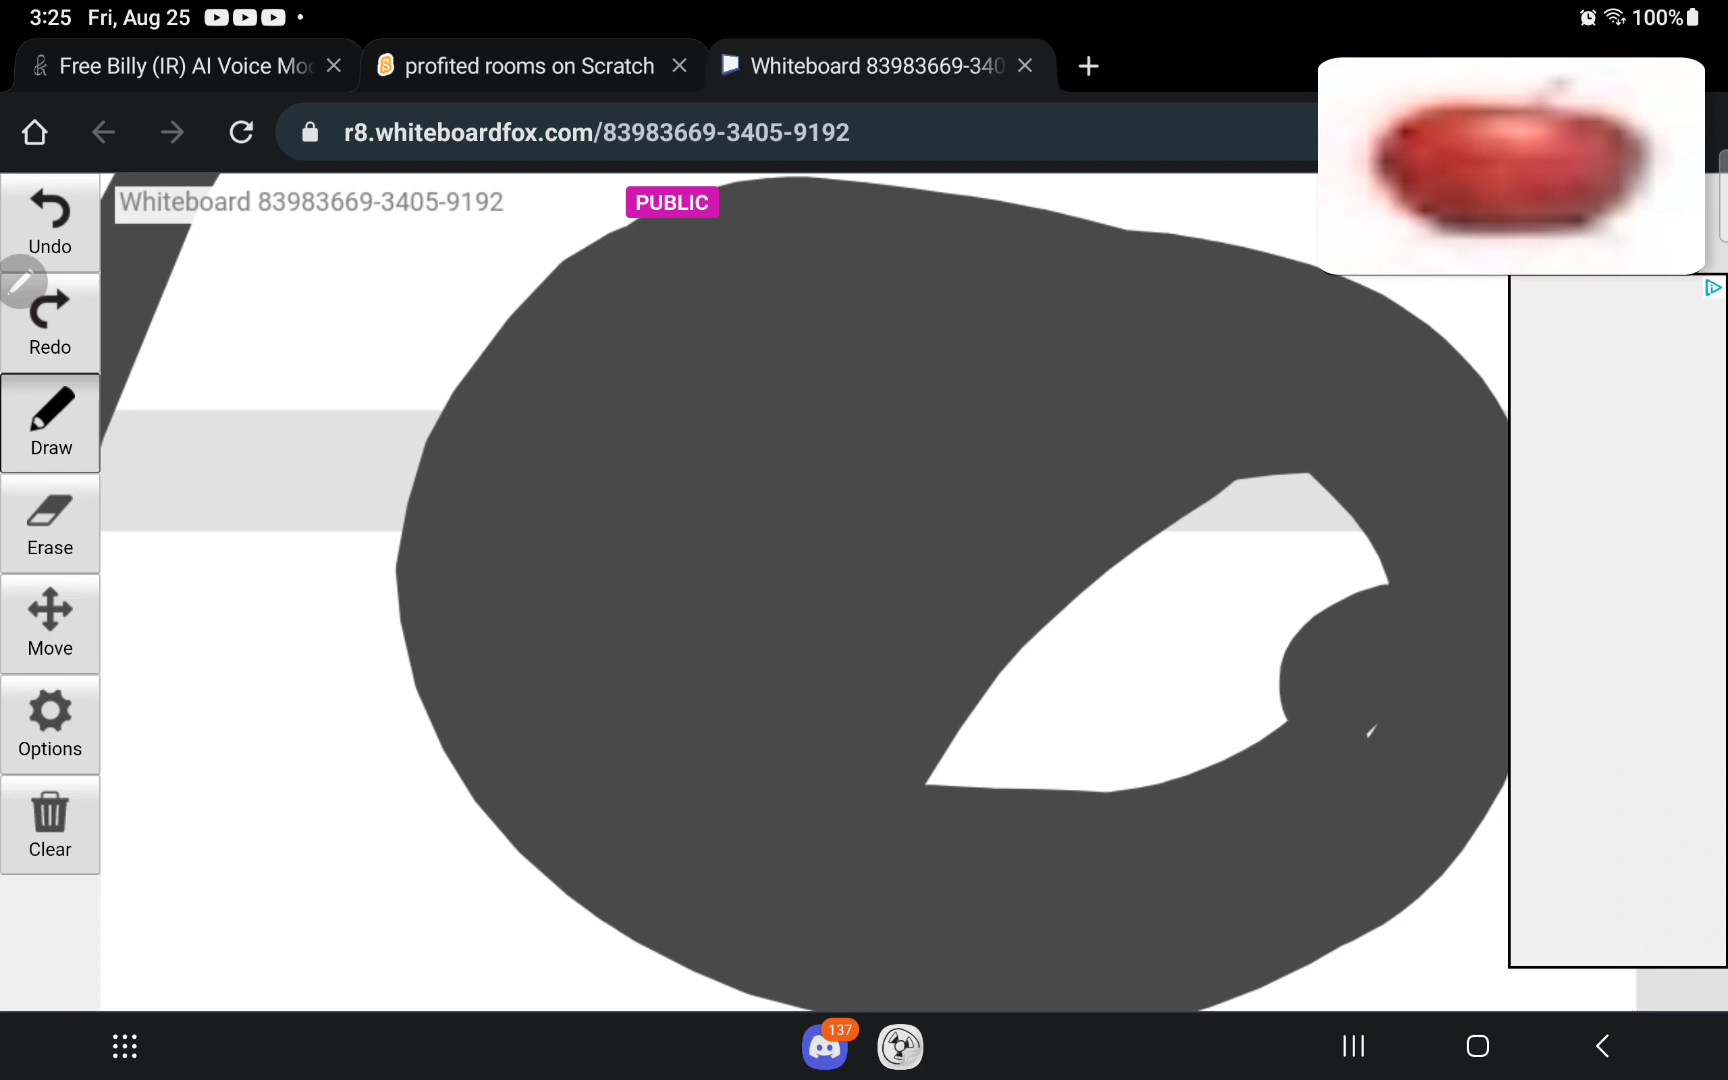 3:25 Fri, Aug 25
100%
Free Billy (IR) AI Voice Mod
profited rooms on Scratch
Whiteboard 83983669-340
r8.whiteboardfox.com/83983669-3405-9192
Whiteboard 83983669-3405-9192
PUBLIC
Undo
Redo
Draw
Erase
Move
Options
Clear
137